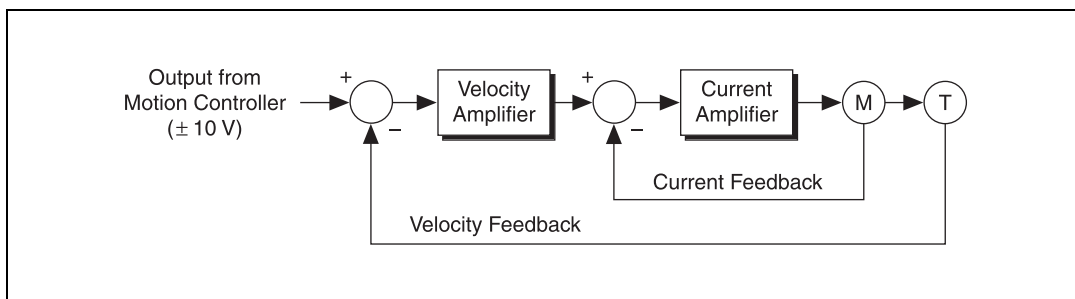 Output from
Motion Controller
(± 10 V)
+
−
Velocity
Amplifier
+
−
Current
Amplifier
M
T
Current Feedback
Velocity Feedback